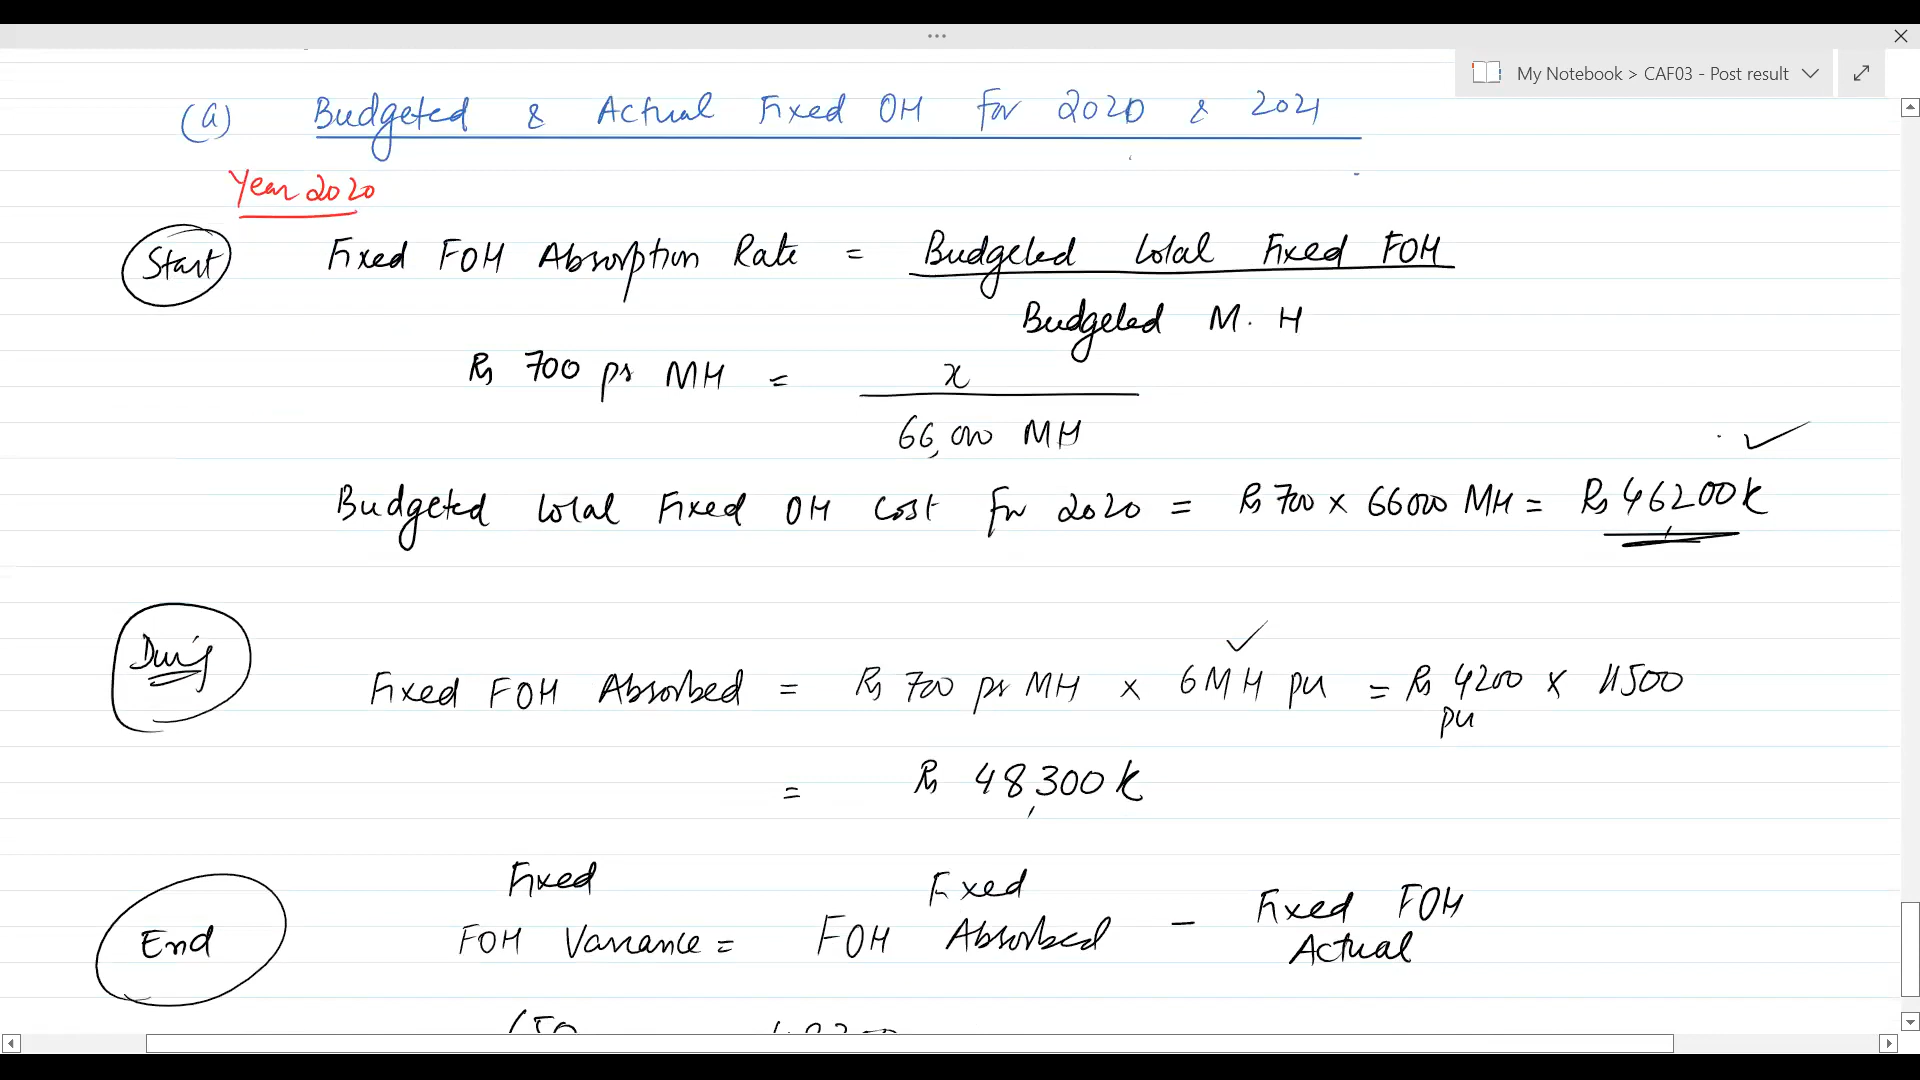 ...
My Notebook > CAF03 - Post result
(a) Budgeted & Actual Fixed OH for 2020 & 2021
Year 2020
Start Fixed FOH Absorption Rate = Budgeted total Fixed FOH
Budgeted M.H
Rs 700 pr MH = x
66,000 MH
Budgeted total Fixed OH Cost for 2020 = Rs 700 x 66000 MH = Rs 46200k
During
Fixed FOH Absorbed = Rs 700 pr MH x 6 MH pu = Rs 4200 x 11500
pu
= Rs 48,300k
Fixed Fixed
End FOH Variance = FOH Absorbed - Fixed FOH
Actual